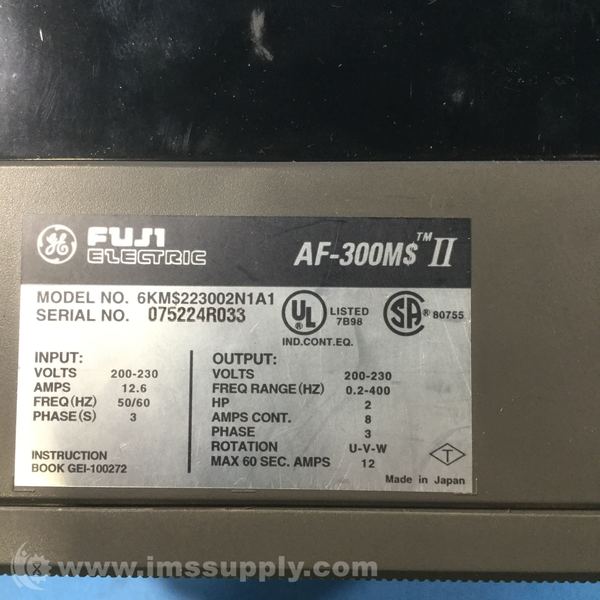 GE FUJI ELECTRIC AF-300M$™ II
MODEL NO. 6KM$223002N1A1
SERIAL NO. 075224R033
UL LISTED 7B98
IND.CONT.EQ.
SA 80755
INPUT:
VOLTS 200-230
AMPS 12.6
FREQ(HZ) 50/60
PHASE(S) 3
OUTPUT:
VOLTS 200-230
FREQ RANGE(HZ) 0.2-400
HP 2
AMPS CONT. 8
PHASE 3
ROTATION U-V-W
MAX 60 SEC. AMPS 12
INSTRUCTION
BOOK GEI-100272
T
Made in Japan
www.imssupply.com